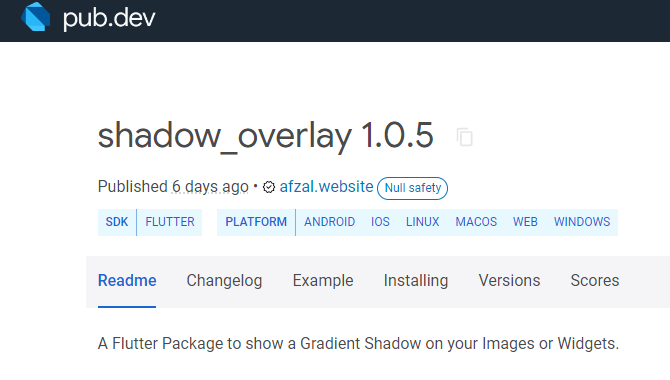 pub.dev
shadow_overlay 1.0.5
Published 6 days ago • afzal.website Null safety
SDK FLUTTER PLATFORM ANDROID IOS LINUX MACOS WEB WINDOWS
Readme Changelog Example Installing Versions Scores
A Flutter Package to show a Gradient Shadow on your Images or Widgets.